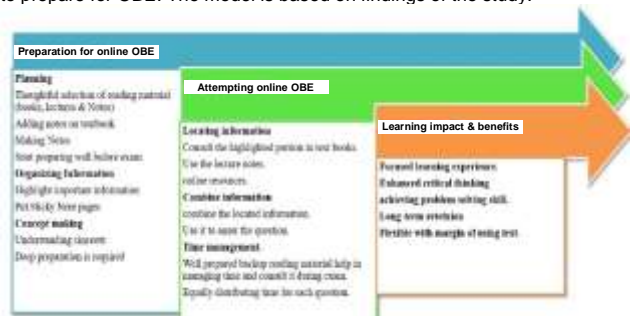 to prepare for OBE. The model is based on findings of the study.
Preparation for online OBE
Planning
Thoughtful selection of reading material
(books, lectures & Notes)
Adding notes on textbook
Making Notes
Start preparing well before exam
Organizing Information
Highlight important information
Put Sticky Note pages
Concept making
Understanding
Deep preparation is required
Attempting online OBE
Locating information
Consult the highlighted portion in text books.
Use the lecture notes.
online resources.
Combine information
combine the located information.
Use it to the question.
Time management
Well prepared backup reading material help in
managing time and consult it during exam.
Equally distributing time for each question.
Learning impact & benefits
Focused learning experience.
Enhanced critical thinking
achieving problem solving skill.
Long term retention
Flexible with margin of using text.